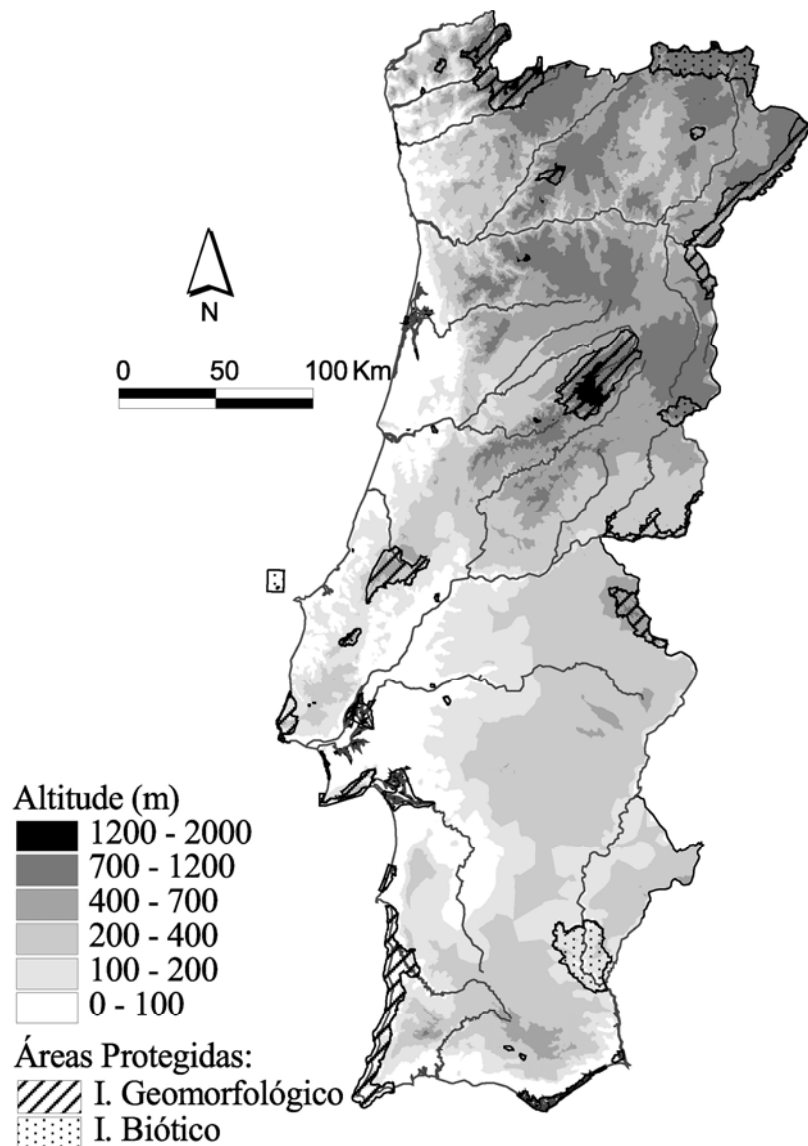 N
0 50 100 Km
Altitude (m)
1200 - 2000
700 - 1200
400 - 700
200 - 400
100 - 200
0 - 100
Áreas Protegidas:
I. Geomorfológico
I. Biótico